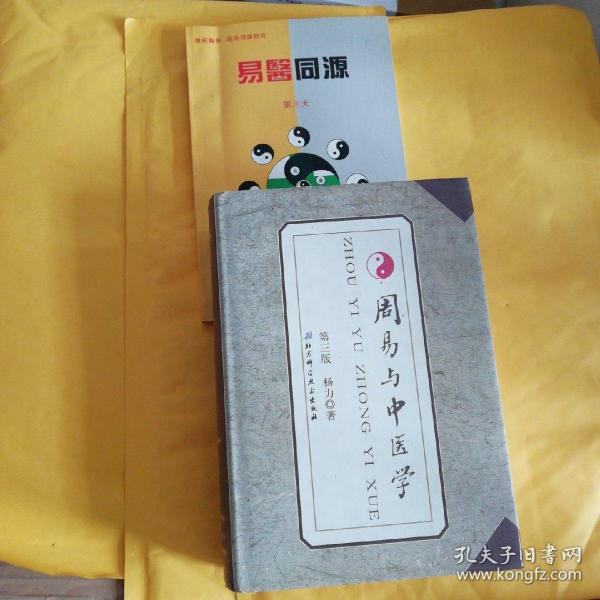 易醫同源
周易与中医学
ZHOU YI YU ZHONG YI XUE
第三版 杨力◎著
北京科学技术出版社
孔夫子旧書网
www.kongfz.com